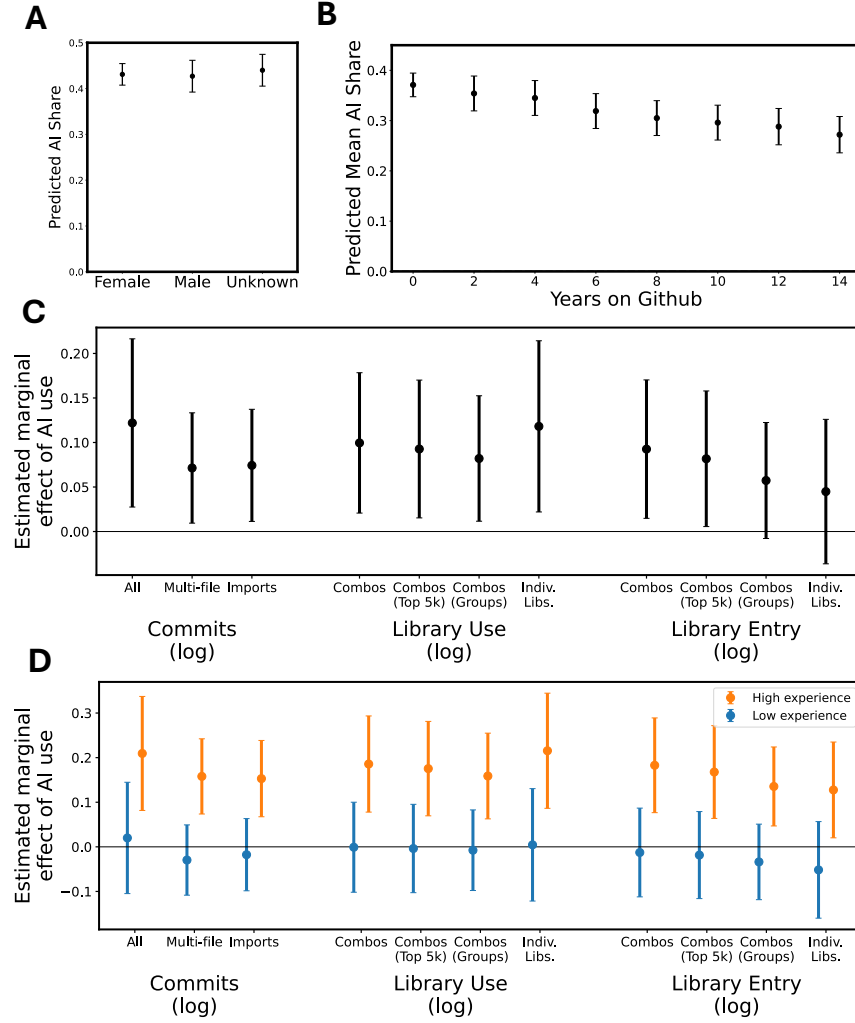 A
0.5
0.4
0.3
0.2
0.1
0.0
Predicted AI Share
Female Male Unknown
B
0.4
0.3
0.2
0.1
0.0
Predicted Mean AI Share
0 2 4 6 8 10 12 14
Years on Github
C
0.20
0.15
0.10
0.05
0.00
Estimated marginal
effect of AI use
All Multi-file Imports Combos Combos Combos Indiv. Combos Combos Combos Indiv.
(Top 5k) (Groups) Libs. (Top 5k) (Groups) Libs.
Commits Library Use Library Entry
(log) (log) (log)
D
High experience
Low experience
0.3
0.2
0.1
0.0
−0.1
Estimated marginal
effect of AI use
All Multi-file Imports Combos Combos Combos Indiv. Combos Combos Combos Indiv.
(Top 5k) (Groups) Libs. (Top 5k) (Groups) Libs.
Commits Library Use Library Entry
(log) (log) (log)